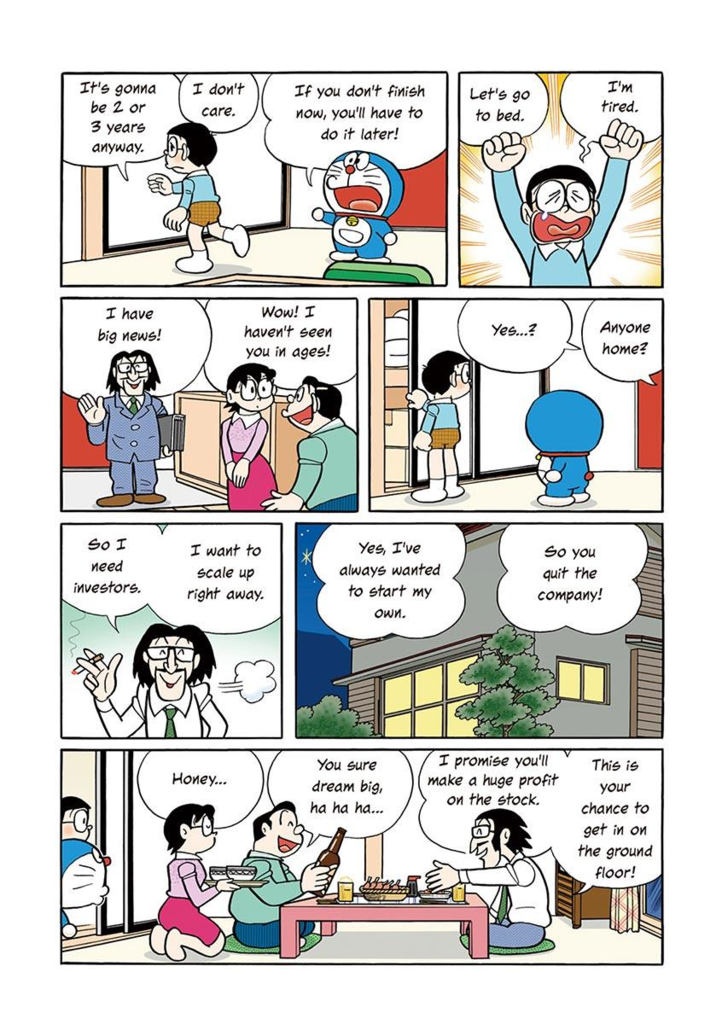 I'm
tired.
Let's go
to bed.
If you don't finish
now, you'll have to
do it later!
I don't
care.
It's gonna
be 2 or
3 years
anyway.
Anyone
home?
Yes...?
Wow! I
haven't seen
you in ages!
I have
big news!
So you
quit the
company!
Yes, I've
always wanted
to start my
own.
I want to
scale up
right away.
So I
need
investors.
This is
your
chance to
get in on
the ground
floor!
I promise you'll
make a huge profit
on the stock.
You sure
dream big,
ha ha ha...
Honey...